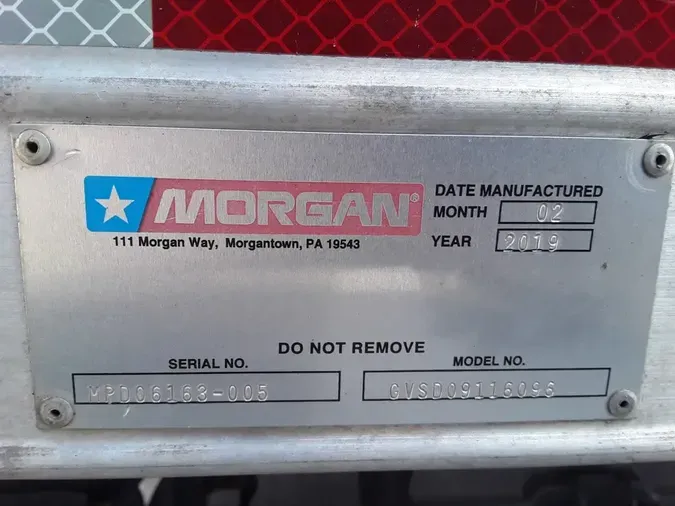 MORGAN®
111 Morgan Way, Morgantown, PA 19543
DATE MANUFACTURED
MONTH 02
YEAR 2019
DO NOT REMOVE
SERIAL NO.
MPD06163-005
MODEL NO.
GVSD09116096